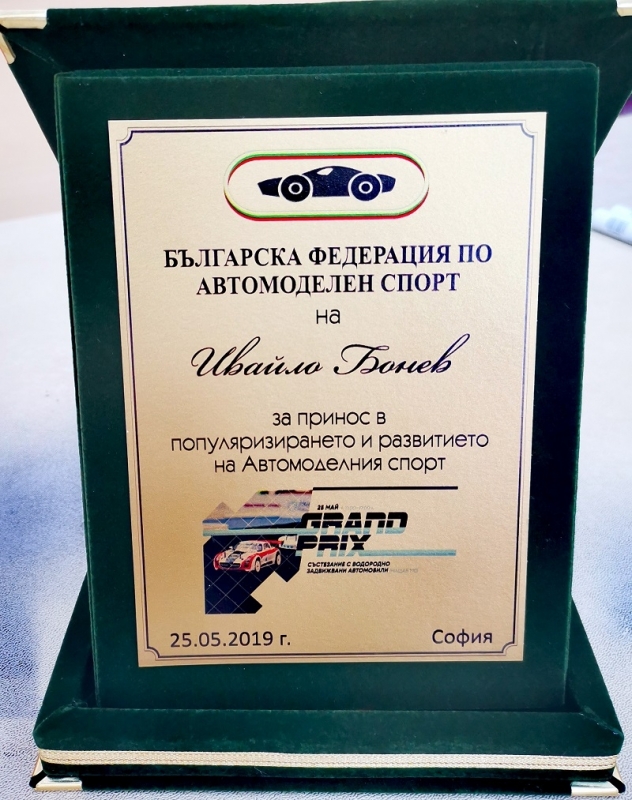 БЪЛГАРСКА ФЕДЕРАЦИЯ ПО
АВТОМОДЕЛЕН СПОРТ
на
Ивайло Бонев
за принос в
популяризирането и развитието
на Автомоделния спорт
25 МАЙ
GRAND
PRIX
СЪСТЕЗАНИЕ С ВОДОРОДНО
ЗАДВИЖВАНИ АВТОМОБИЛИ
25.05.2019 г.
София